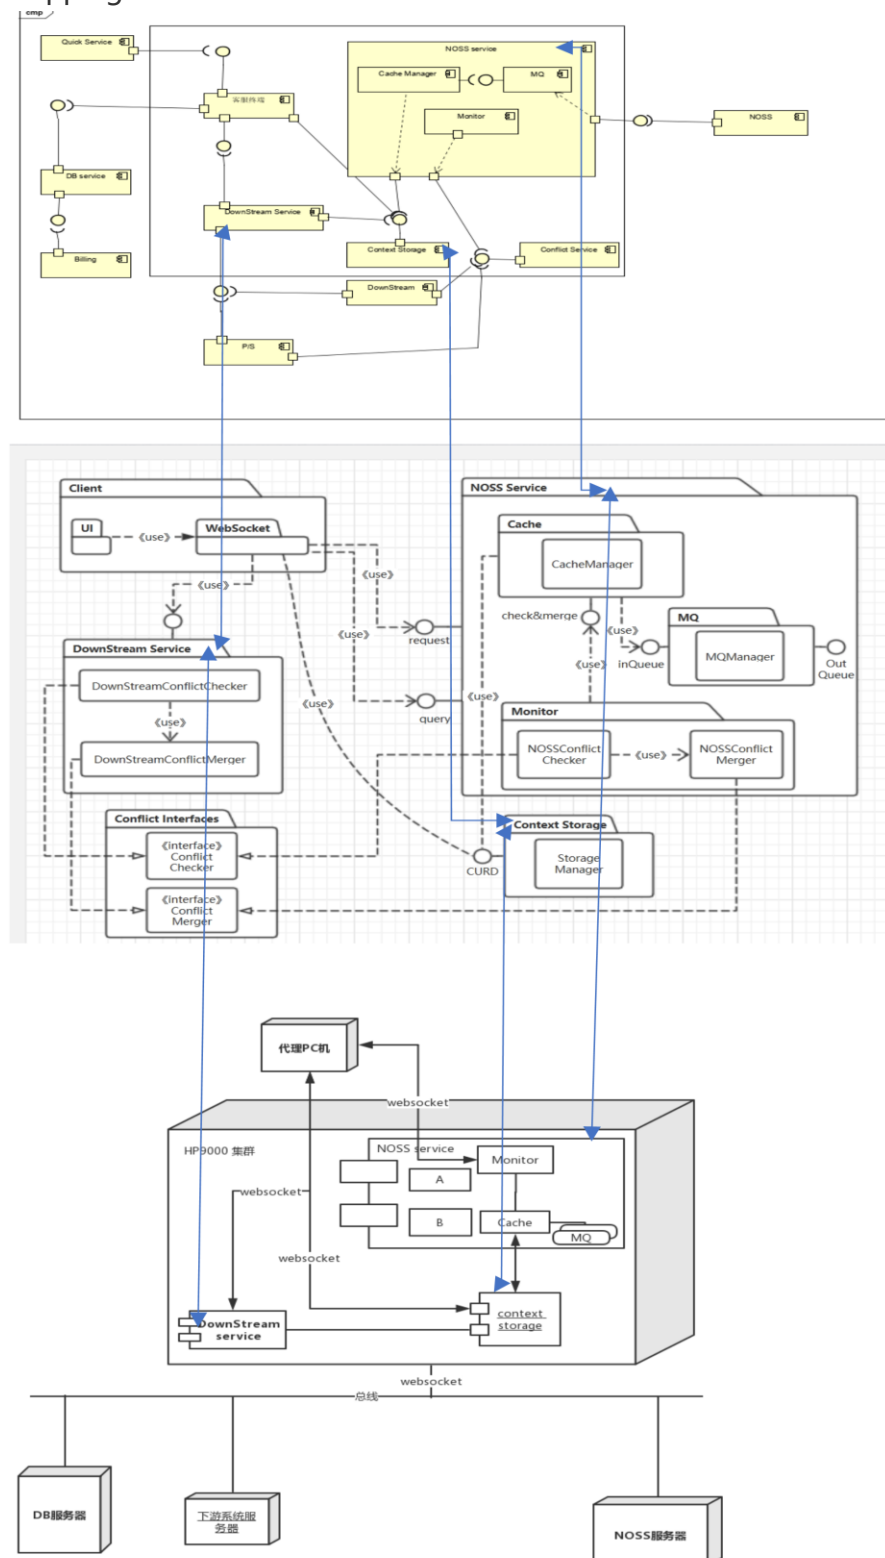 cmp
Quick Service
NOSS service
Cache Manager
MQ
客服终端
Monitor
NOSS
DB service
DownStream Service
Context Storage
Conflict Service
Billing
DownStream
P/S
Client
NOSS Service
UI
《use》
WebSocket
Cache
CacheManager
《use》
《use》
check&merge
《use》
MQ
request
《use》
inQueue
MQManager
Out
Queue
DownStream Service
《use》
DownStreamConflictChecker
《use》
query
《use》
《use》
Monitor
《use》
DownStreamConflictMerger
NOSSConflict
Checker
《use》
NOSSConflict
Merger
Conflict Interfaces
Context Storage
《interface》
Conflict
Checker
CURD
Storage
Manager
《interface》
Conflict
Merger
代理PC机
websocket
HP9000 集群
NOSS service
Monitor
A
websocket
B
Cache
MQ
websocket
DownStream
service
context
storage
websocket
总线
DB服务器
下游系统服
务器
NOSS服务器